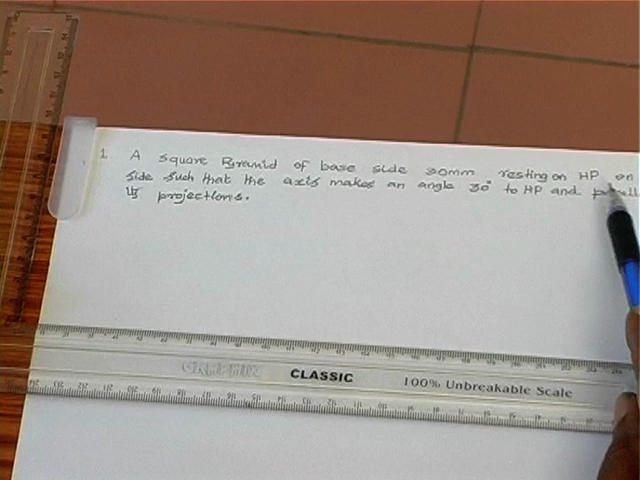 1 A Square Pyramid of base side 30mm resting on HP on
side such that the axis makes an angle 30° to HP and parall
its projections.
CLASSIC 100% Unbreakable Scale